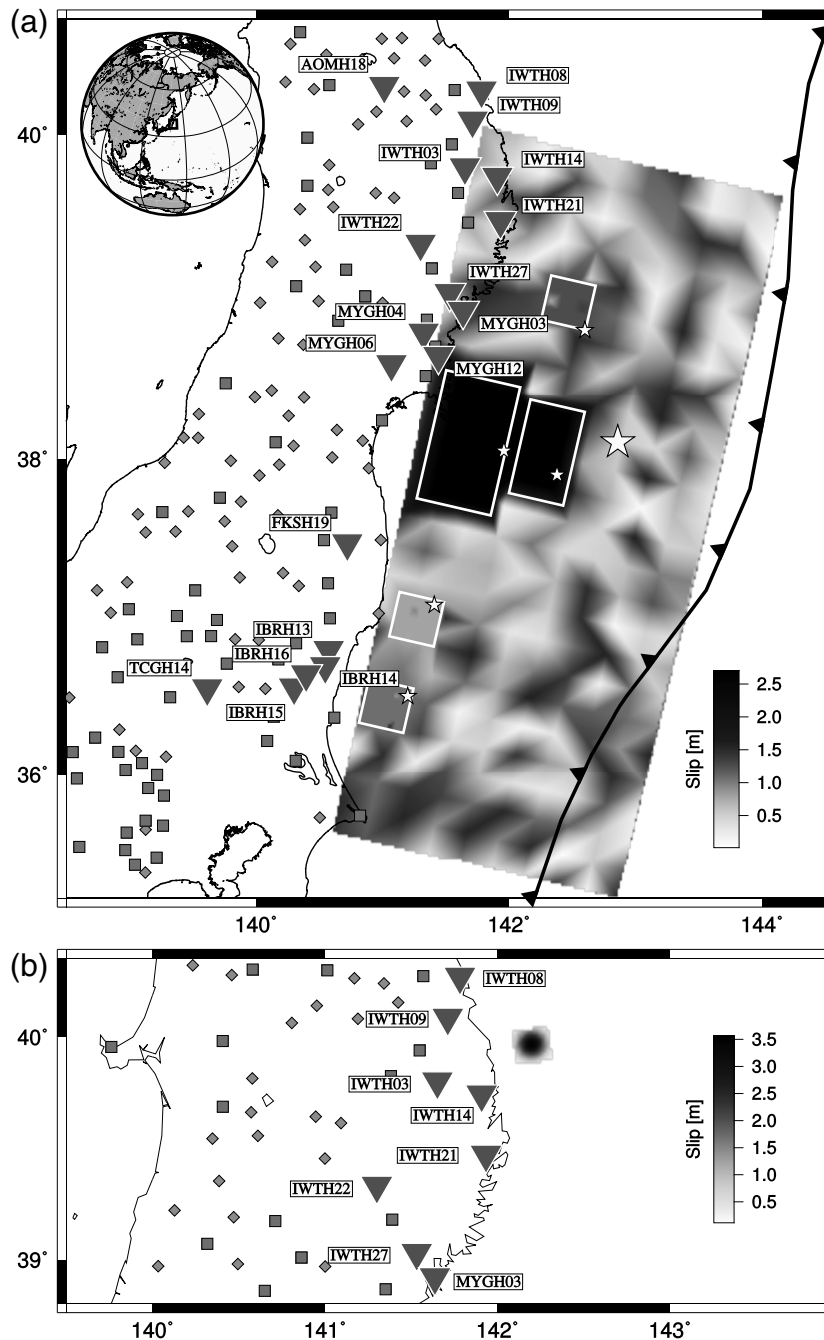 (a)
AOMH18
IWTH08
IWTH09
IWTH03
IWTH14
IWTH21
IWTH22
IWTH27
MYGH04
MYGH03
MYGH06
MYGH12
FKSH19
IBRH13
IBRH16
TCGH14
IBRH14
IBRH15
40˚
38˚
36˚
140˚
142˚
144˚
Slip [m]
2.5
2.0
1.5
1.0
0.5
(b)
IWTH08
IWTH09
IWTH03
IWTH14
IWTH21
IWTH22
IWTH27
MYGH03
40˚
39˚
140˚
141˚
142˚
143˚
Slip [m]
3.5
3.0
2.5
2.0
1.5
1.0
0.5